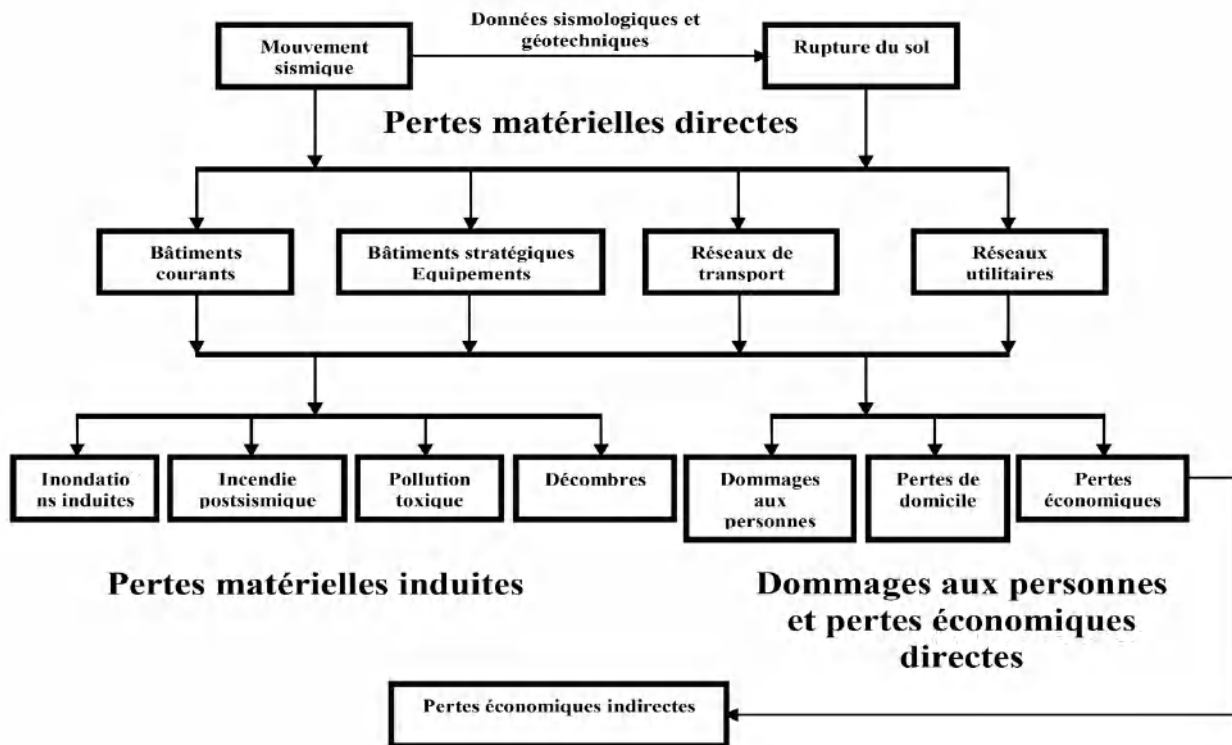 Données sismologiques et
géotechniques
Mouvement
sismique
Rupture du sol
Pertes matérielles directes
Bâtiments
courants
Bâtiments stratégiques
Equipements
Réseaux de
transport
Réseaux
utilitaires
Inondatio
ns induites
Incendie
postsismique
Pollution
toxique
Décombres
Dommages
aux
personnes
Pertes de
domicile
Pertes
économiques
Pertes matérielles induites
Dommages aux personnes
et pertes économiques
directes
Pertes économiques indirectes